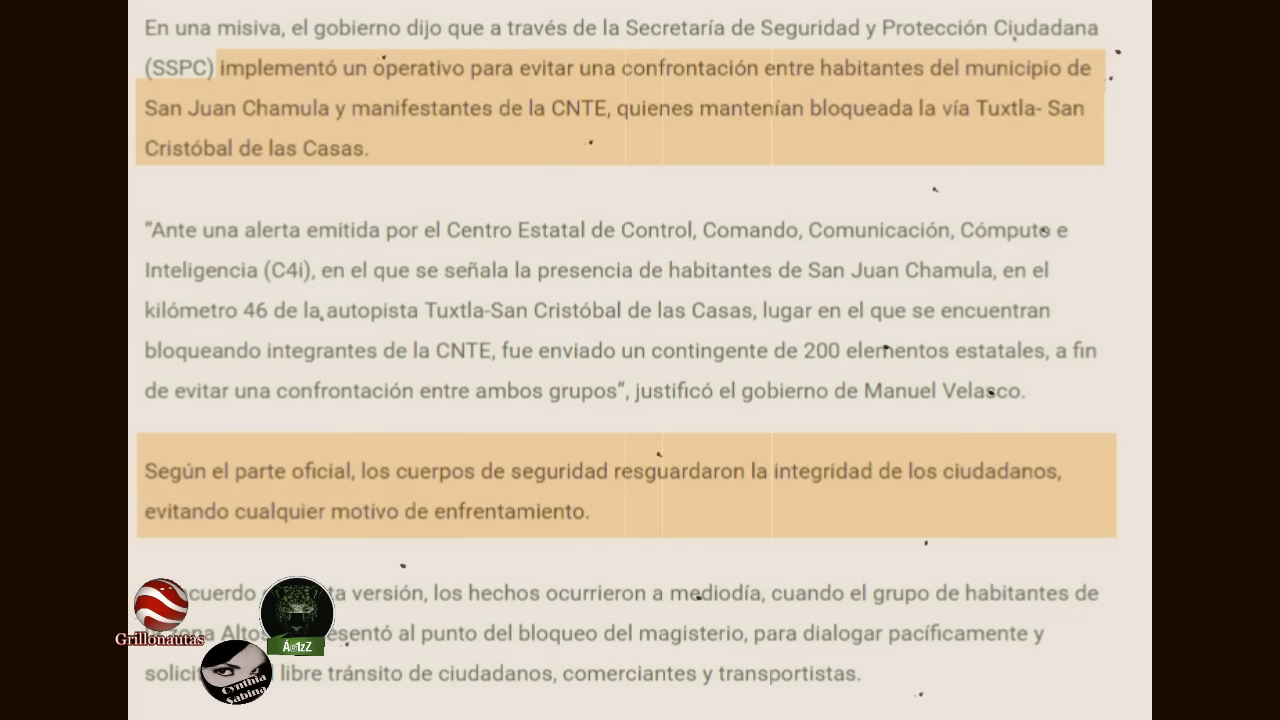 En una misiva, el gobierno dijo que a través de la Secretaría de Seguridad y Protección Ciudadana
(SSPC) implementó un operativo para evitar una confrontación entre habitantes del municipio de
San Juan Chamula y manifestantes de la CNTE, quienes mantenían bloqueada la vía Tuxtla- San
Cristóbal de las Casas.
“Ante una alerta emitida por el Centro Estatal de Control, Comando, Comunicación, Cómputo e
Inteligencia (C4i), en el que se señala la presencia de habitantes de San Juan Chamula, en el
kilómetro 46 de la autopista Tuxtla-San Cristóbal de las Casas, lugar en el que se encuentran
bloqueando integrantes de la CNTE, fue enviado un contingente de 200 elementos estatales, a fin
de evitar una confrontación entre ambos grupos”, justificó el gobierno de Manuel Velasco.
Según el parte oficial, los cuerpos de seguridad resguardaron la integridad de los ciudadanos,
evitando cualquier motivo de enfrentamiento.
versión, los hechos ocurrieron a mediodía, cuando el grupo de habitantes de
zona Altos al punto del bloqueo del magisterio, para dialogar pacíficamente y
libre tránsito de ciudadanos, comerciantes y transportistas.
Grillonautas
Á@1zZ
Cynthia
Sabina